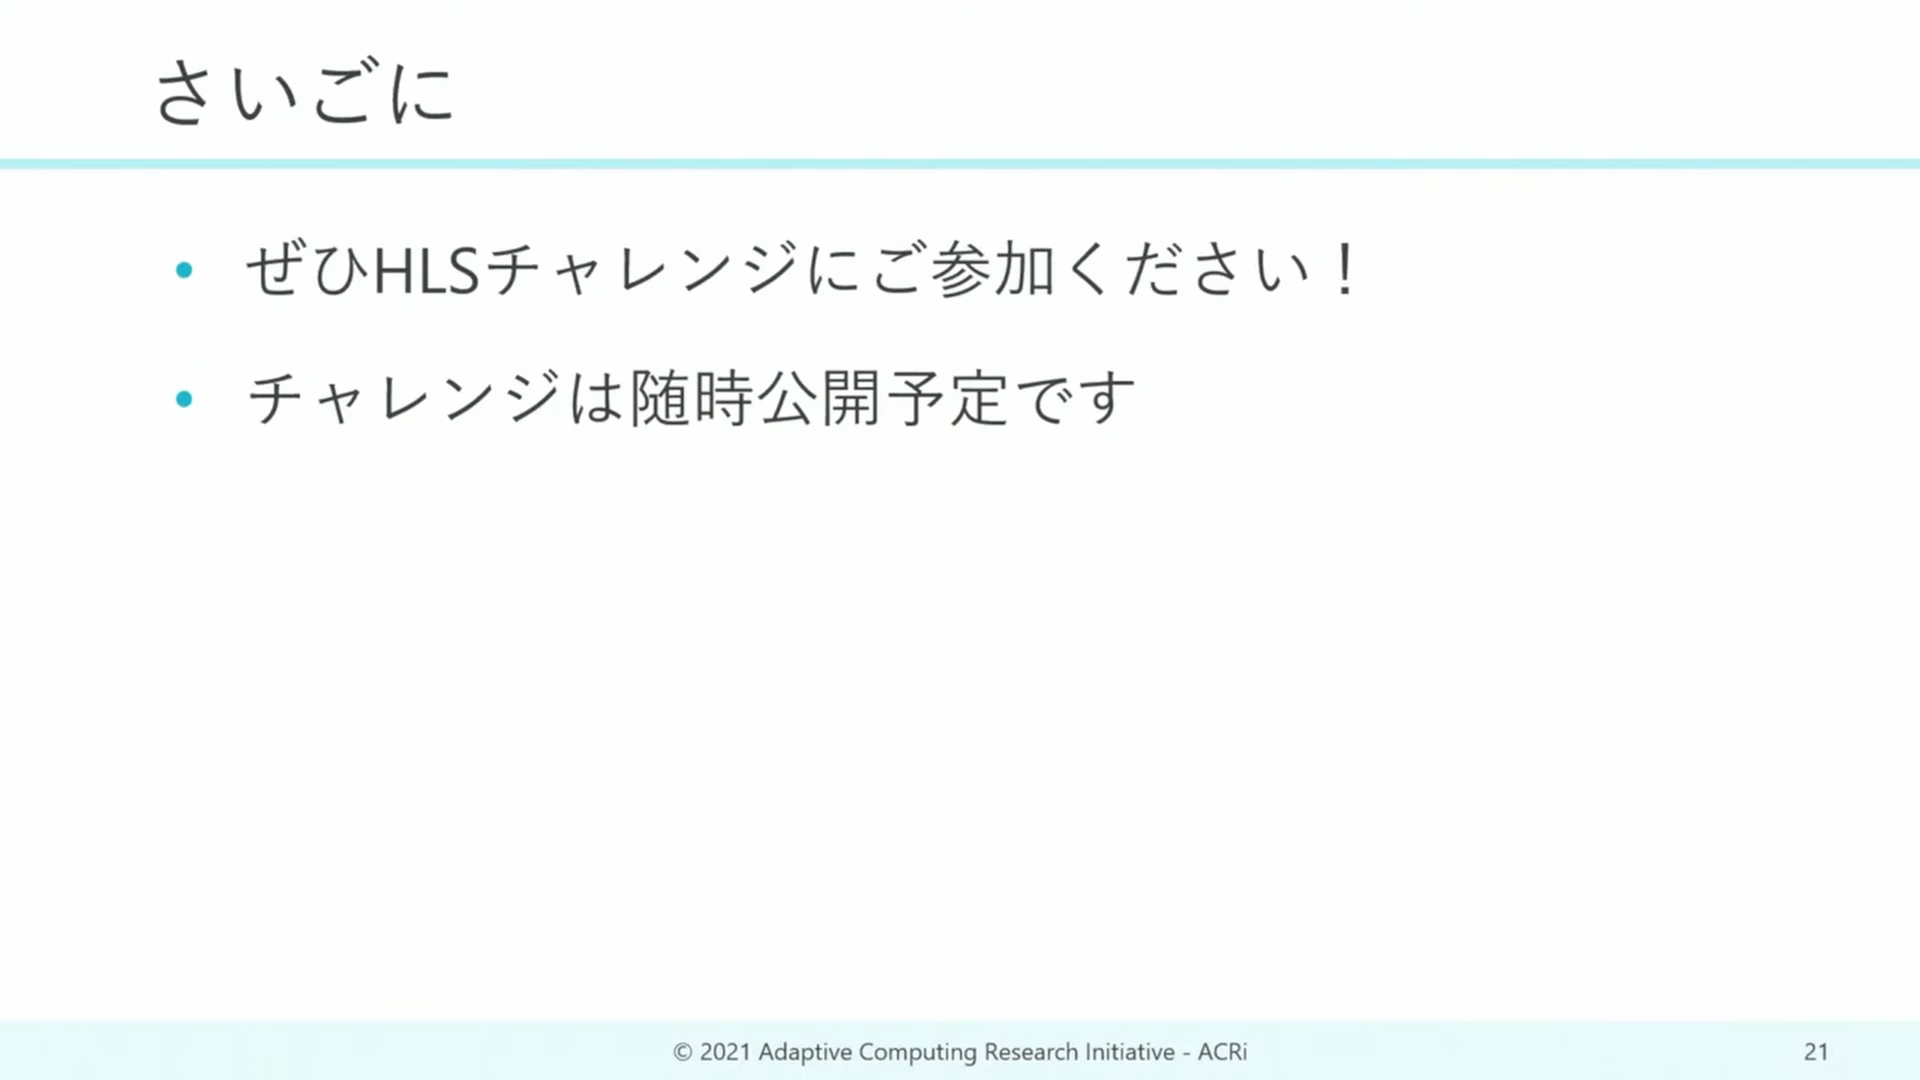 さいごに
• ぜひHLSチャレンジにご参加ください！
• チャレンジは随時公開予定です
© 2021 Adaptive Computing Research Initiative - ACRi
21